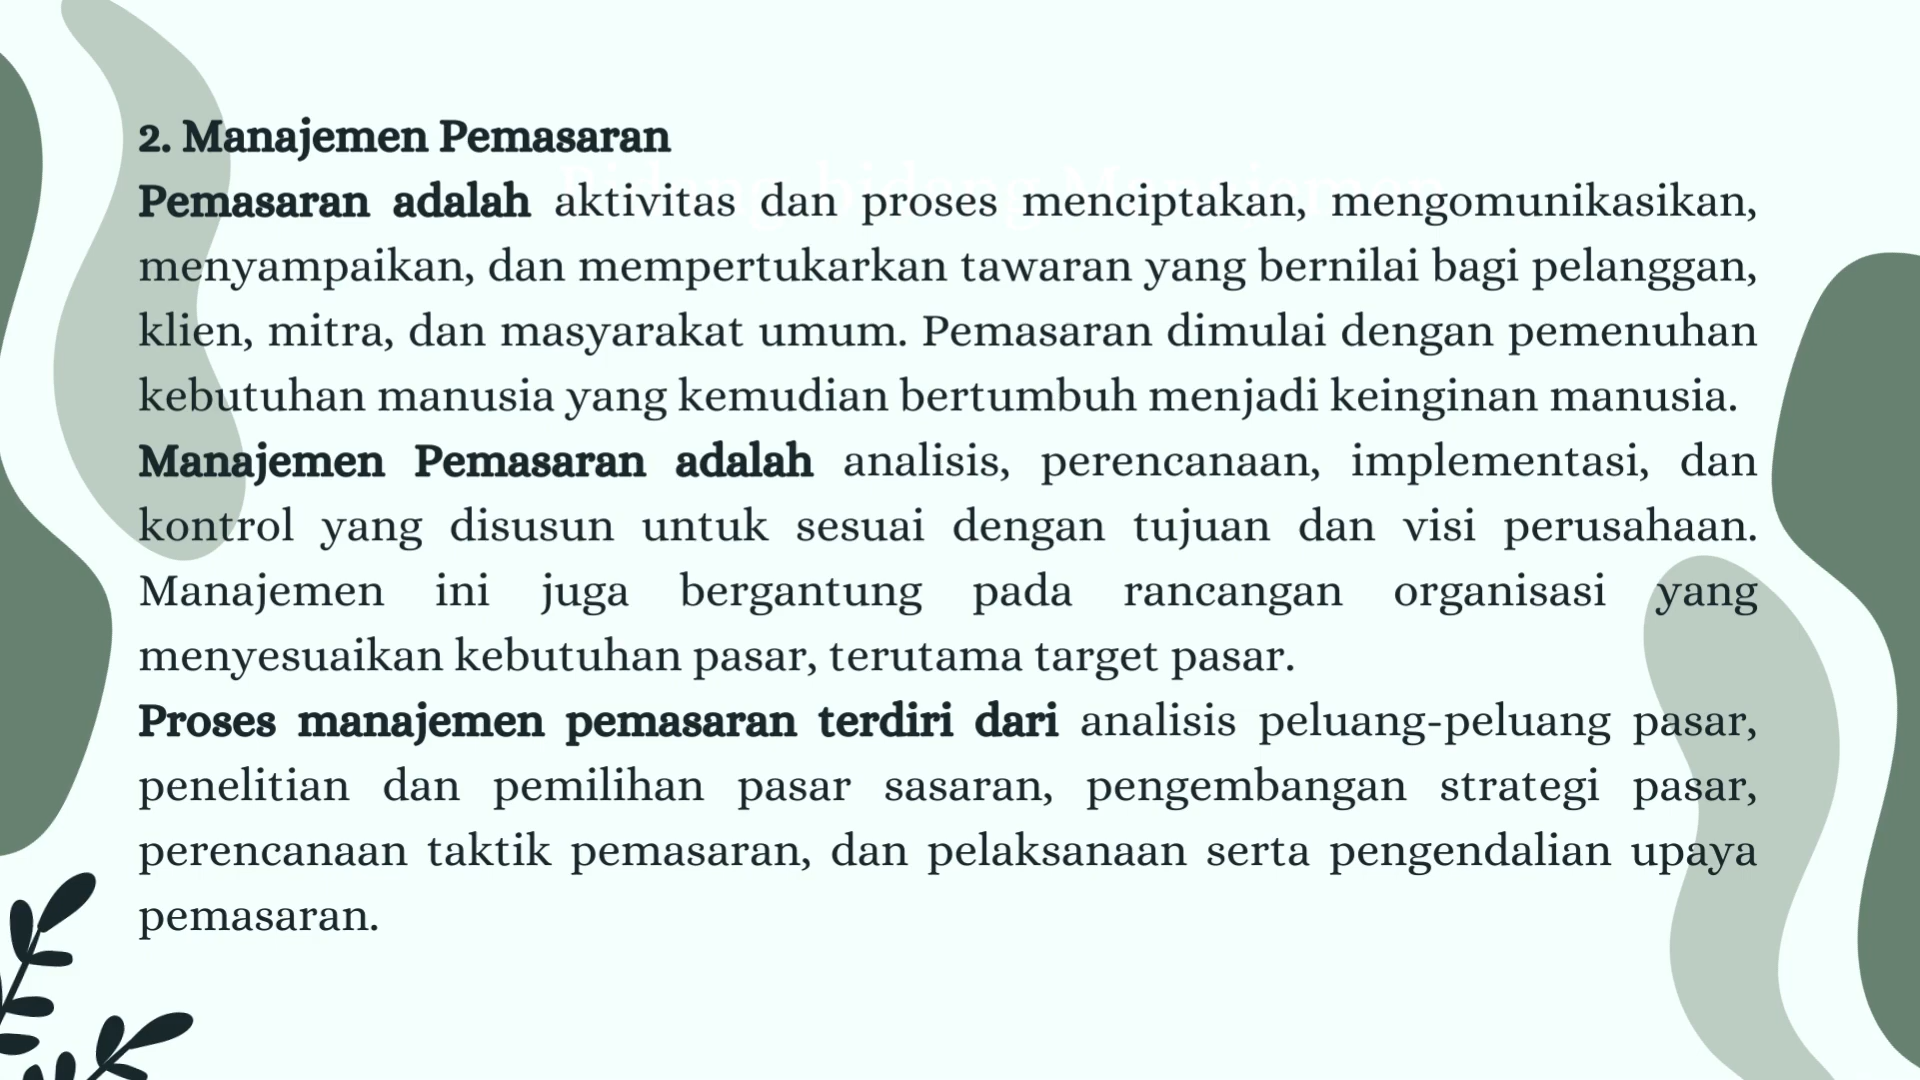 2. Manajemen Pemasaran
Pemasaran adalah aktivitas dan proses menciptakan, mengomunikasikan,
menyampaikan, dan mempertukarkan tawaran yang bernilai bagi pelanggan,
klien, mitra, dan masyarakat umum. Pemasaran dimulai dengan pemenuhan
kebutuhan manusia yang kemudian bertumbuh menjadi keinginan manusia.
Manajemen Pemasaran adalah analisis, perencanaan, implementasi, dan
kontrol yang disusun untuk sesuai dengan tujuan dan visi perusahaan.
Manajemen ini juga bergantung pada rancangan organisasi yang
menyesuaikan kebutuhan pasar, terutama target pasar.
Proses manajemen pemasaran terdiri dari analisis peluang-peluang pasar,
penelitian dan pemilihan pasar sasaran, pengembangan strategi pasar,
perencanaan taktik pemasaran, dan pelaksanaan serta pengendalian upaya
pemasaran.